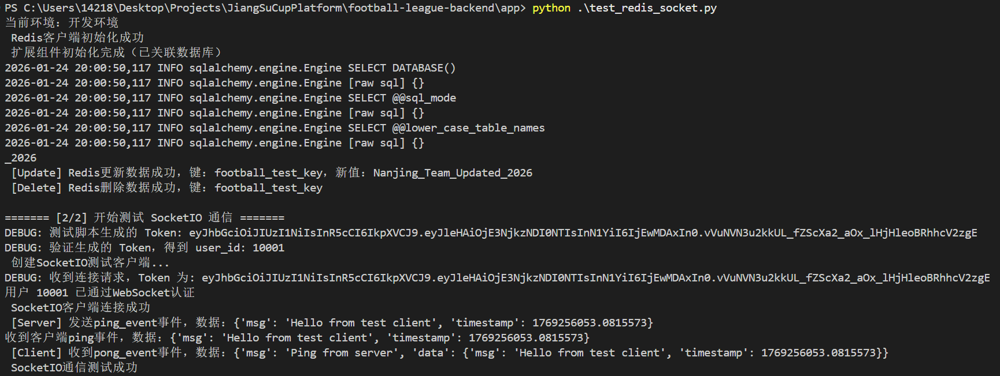 PS C:\Users\14218\Desktop\Projects\JiangSuCupPlatform\football-league-backend\app> python .\test_redis_socket.py
当前环境：开发环境
Redis客户端初始化成功
扩展组件初始化完成（已关联数据库）
2026-01-24 20:00:50,117 INFO sqlalchemy.engine.Engine SELECT DATABASE()
2026-01-24 20:00:50,117 INFO sqlalchemy.engine.Engine [raw sql] {}
2026-01-24 20:00:50,117 INFO sqlalchemy.engine.Engine SELECT @@sql_mode
2026-01-24 20:00:50,117 INFO sqlalchemy.engine.Engine [raw sql] {}
2026-01-24 20:00:50,117 INFO sqlalchemy.engine.Engine SELECT @@lower_case_table_names
2026-01-24 20:00:50,117 INFO sqlalchemy.engine.Engine [raw sql] {}
_2026
[Update] Redis更新数据成功，键：football_test_key，新值：Nanjing_Team_Updated_2026
[Delete] Redis删除数据成功，键：football_test_key
======= [2/2] 开始测试 SocketIO 通信 =======
DEBUG: 测试脚本生成的 Token: eyJhbGciOiJIUzI1NiIsInR5cCI6IkpXVCJ9.eyJleHAiOjE3NjkzNDI0NTIsInN1YiI6IjEwMDAxIn0.vVuNVN3u2kkUL_fZScXa2_aOx_lHjHleoBRhhcV2zgE
DEBUG: 验证生成的 Token，得到 user_id: 10001
创建SocketIO测试客户端...
DEBUG: 收到连接请求，Token 为: eyJhbGciOiJIUzI1NiIsInR5cCI6IkpXVCJ9.eyJleHAiOjE3NjkzNDI0NTIsInN1YiI6IjEwMDAxIn0.vVuNVN3u2kkUL_fZScXa2_aOx_lHjHleoBRhhcV2zgE
用户 10001 已通过WebSocket认证
SocketIO客户端连接成功
[Server] 发送ping_event事件，数据：{'msg': 'Hello from test client', 'timestamp': 1769256053.0815573}
收到客户端ping事件，数据：{'msg': 'Hello from test client', 'timestamp': 1769256053.0815573}
[Client] 收到pong_event事件，数据：{'msg': 'Ping from server', 'data': {'msg': 'Hello from test client', 'timestamp': 1769256053.0815573}}
SocketIO通信测试成功